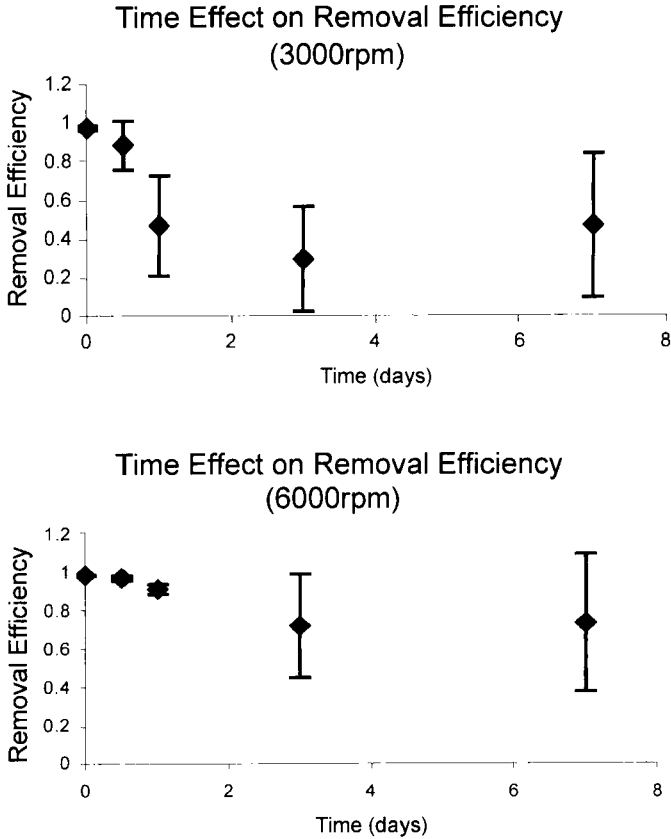 Time Effect on Removal Efficiency
(3000rpm)
Removal Efficiency
1.2
1
0.8
0.6
0.4
0.2
0
0 2 4 6 8
Time (days)
Time Effect on Removal Efficiency
(6000rpm)
Removal Efficiency
1.2
1
0.8
0.6
0.4
0.2
0
0 2 4 6 8
Time (days)